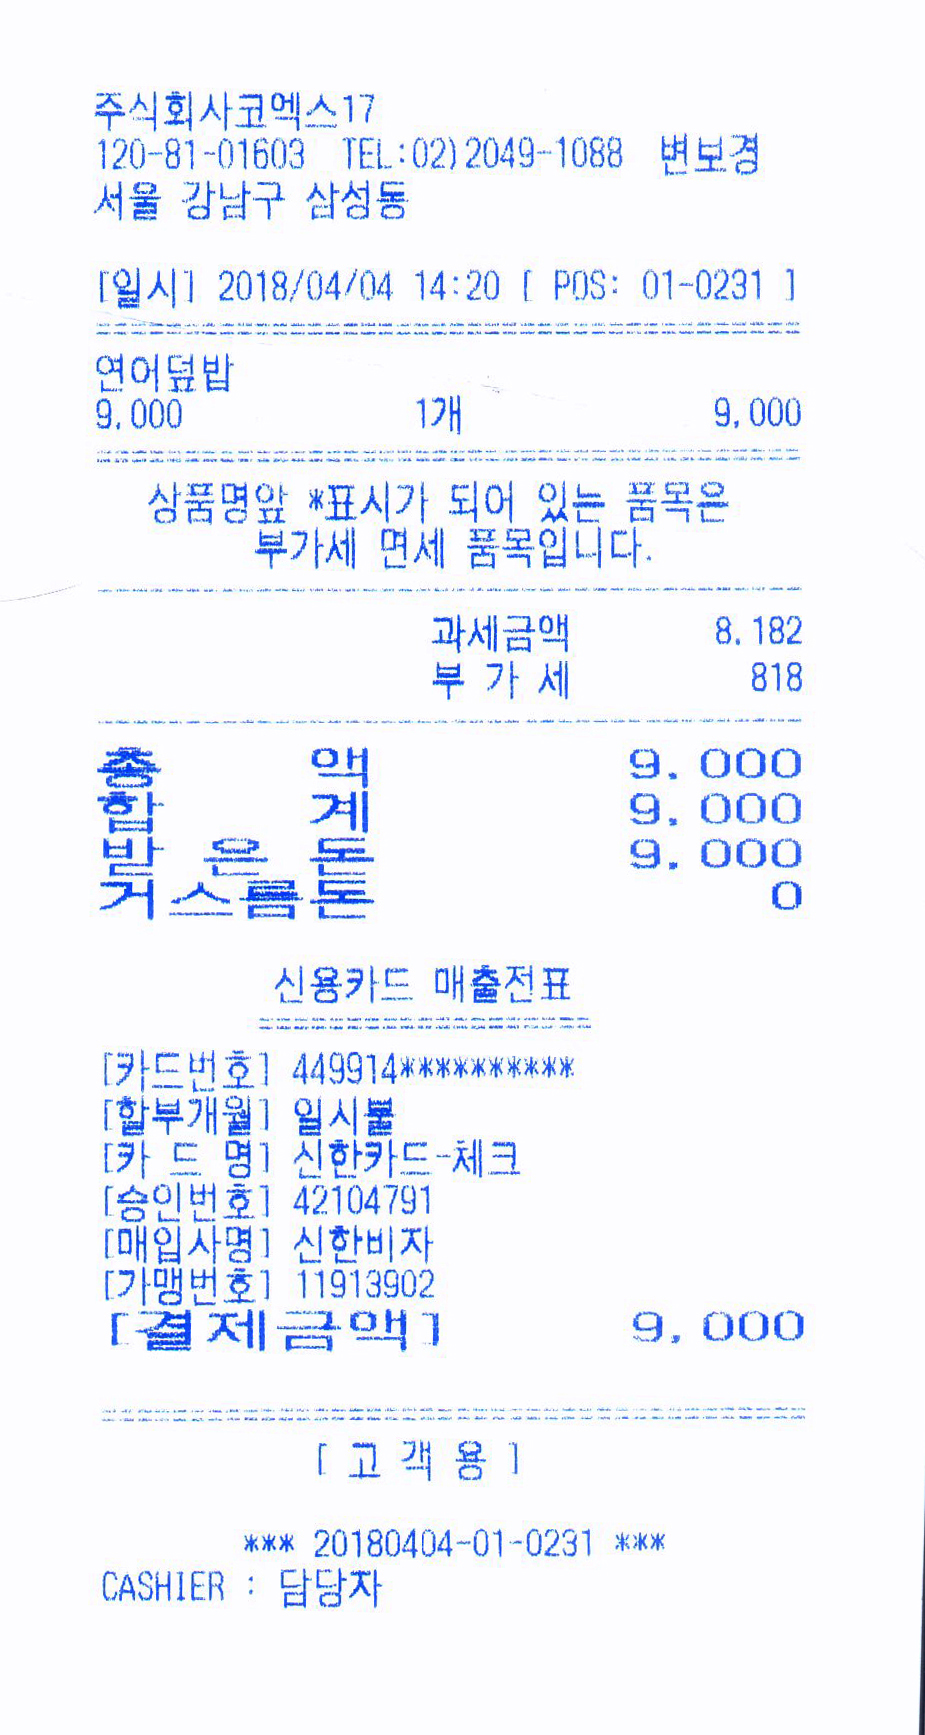 주식회사코엑스17
120-81-01603 TEL:02)2049-1088 변보경
서울 강남구 삼성동
[일시] 2018/04/04 14:20 [ POS: 01-0231 ]
연어덮밥
9,000 1개 9,000
상품명앞 *표시가 되어 있는 품목은
부가세 면세 품목입니다.
과세금액 8,182
부 가 세 818
총 액 9,000
합 계 9,000
받 은 돈 9,000
거스름돈 0
신용카드 매출전표
[카드번호] 449914**********
[할부개월] 일시불
[카 드 명] 신한카드-체크
[승인번호] 42104791
[매입사명] 신한비자
[가맹번호] 11913902
[결제금액] 9,000
[ 고 객 용 ]
*** 20180404-01-0231 ***
CASHIER : 담당자